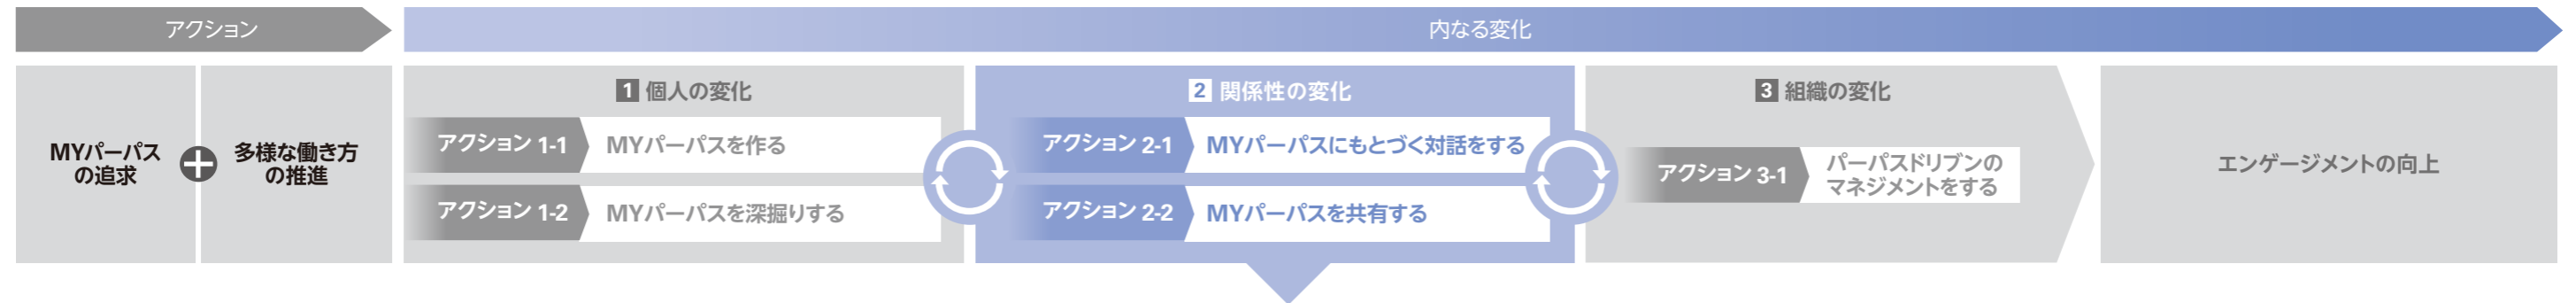 アクション
内なる変化
MYパーパス
の追求
多様な働き方
の推進
1 個人の変化
アクション 1-1
MYパーパスを作る
アクション 1-2
MYパーパスを深掘りする
2 関係性の変化
アクション 2-1
MYパーパスにもとづく対話をする
アクション 2-2
MYパーパスを共有する
3 組織の変化
アクション 3-1
パーパスドリブンの
マネジメントをする
エンゲージメントの向上